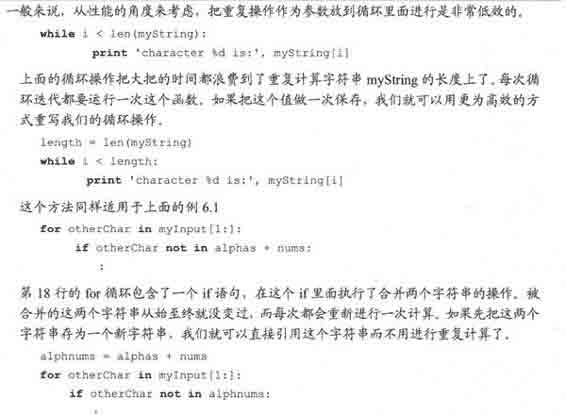 一般来说，从性能的角度来考虑，把重复操作作为参数放到循环里面进行是非常低效的。
while i < len(myString):
print 'character %d is:', myString[i]
上面的循环操作把大把的时间都浪费到了重复计算字符串 myString 的长度上了。每次循
环迭代都要运行一次这个函数。如果把这个值做一次保存，我们就可以用更为高效的方
式重写我们的循环操作。
length = len(myString)
while i < length:
print 'character %d is:', myString[i]
这个方法同样适用于上面的例 6.1
for otherChar in myInput[1:]:
if otherChar not in alphas + nums:
:
第 18 行的 for 循环包含了一个 if 语句，在这个 if 里面执行了合并两个字符串的操作。被
合并的这两个字符串从始至终就没变过，而每次都会重新进行一次计算。如果先把这两个
字符串存为一个新字符串，我们就可以直接引用这个字符串而不用进行重复计算了。
alphnums = alphas + nums
for otherChar in myInput[1:]:
if otherChar not in alphnums: